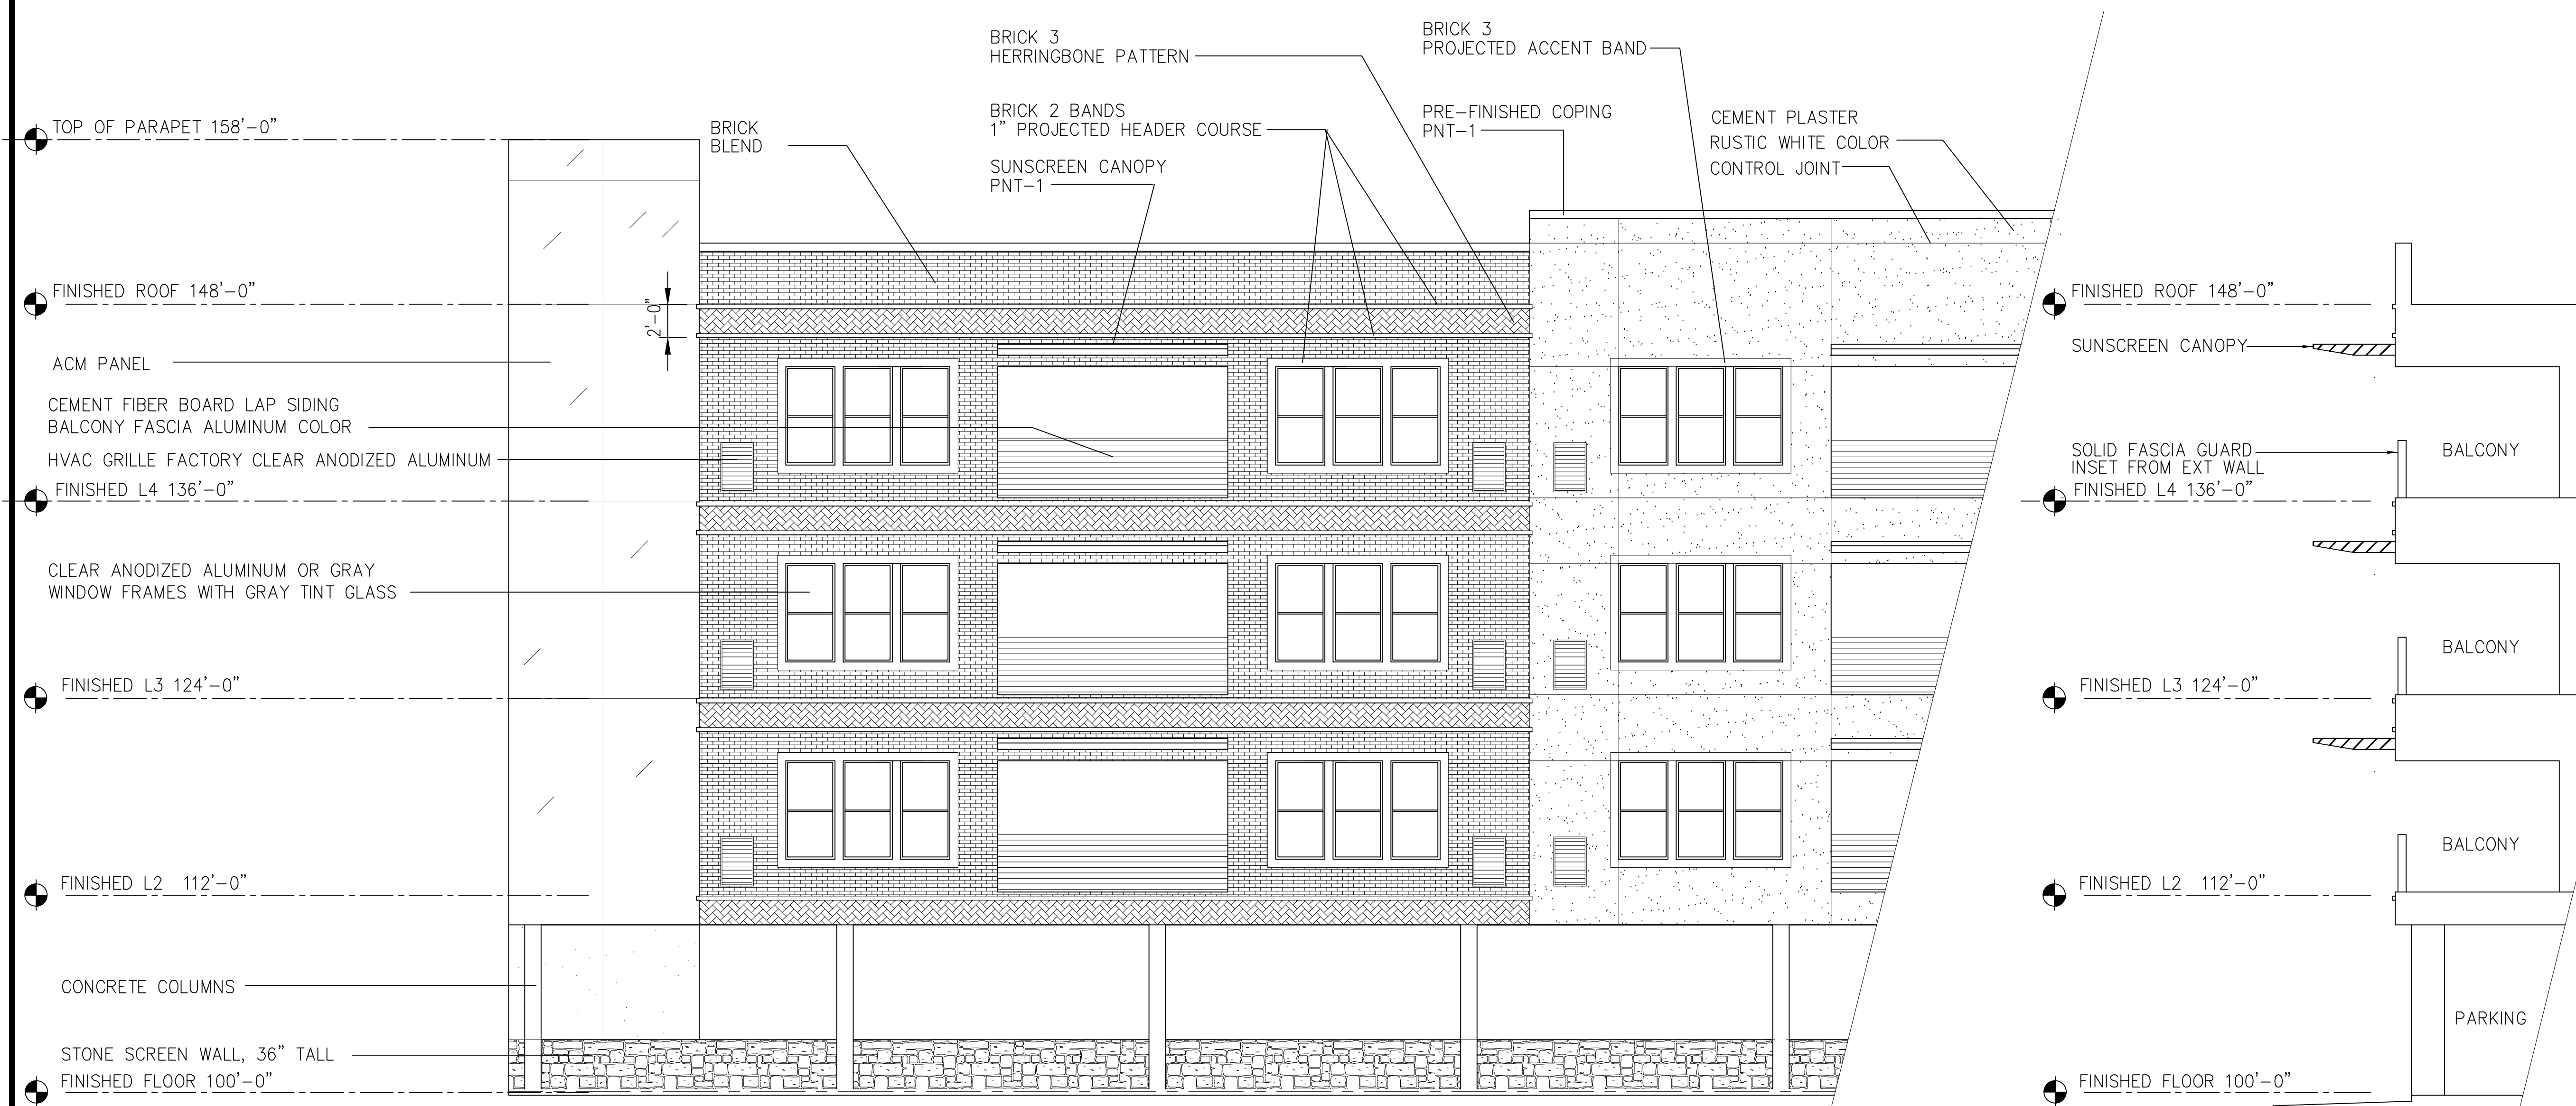 BRICK 3
HERRINGBONE PATTERN
BRICK 3
PROJECTED ACCENT BAND
BRICK 2 BANDS
1" PROJECTED HEADER COURSE
PRE-FINISHED COPING
PNT-1
CEMENT PLASTER
RUSTIC WHITE COLOR
CONTROL JOINT
TOP OF PARAPET 158'-0"
BRICK
BLEND
SUNSCREEN CANOPY
PNT-1
FINISHED ROOF 148'-0"
2'-0"
ACM PANEL
CEMENT FIBER BOARD LAP SIDING
BALCONY FASCIA ALUMINUM COLOR
HVAC GRILLE FACTORY CLEAR ANODIZED ALUMINUM
FINISHED L4 136'-0"
CLEAR ANODIZED ALUMINUM OR GRAY
WINDOW FRAMES WITH GRAY TINT GLASS
FINISHED L3 124'-0"
FINISHED L2 112'-0"
CONCRETE COLUMNS
STONE SCREEN WALL, 36" TALL
FINISHED FLOOR 100'-0"
FINISHED ROOF 148'-0"
SUNSCREEN CANOPY
SOLID FASCIA GUARD
INSET FROM EXT WALL
BALCONY
FINISHED L4 136'-0"
BALCONY
FINISHED L3 124'-0"
BALCONY
FINISHED L2 112'-0"
PARKING
FINISHED FLOOR 100'-0"